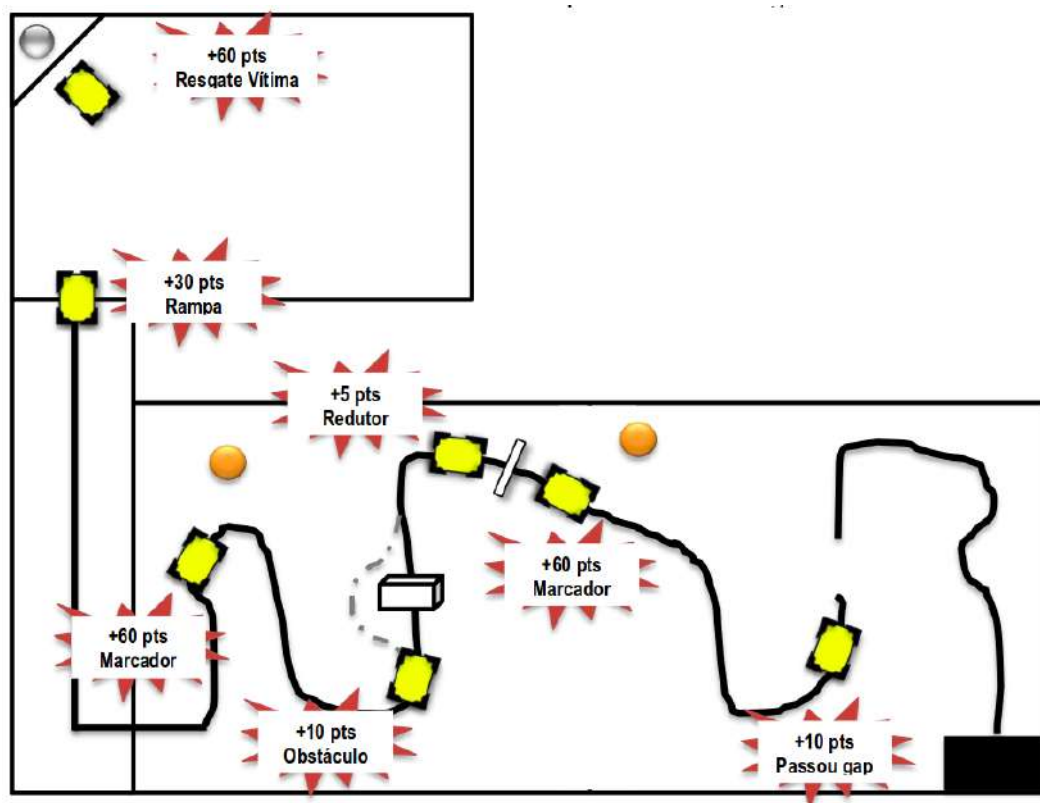 +60 pts
Resgate Vítima
+30 pts
Rampa
+5 pts
Redutor
+60 pts
Marcador
+60 pts
Marcador
+10 pts
Obstáculo
+10 pts
Passou gap